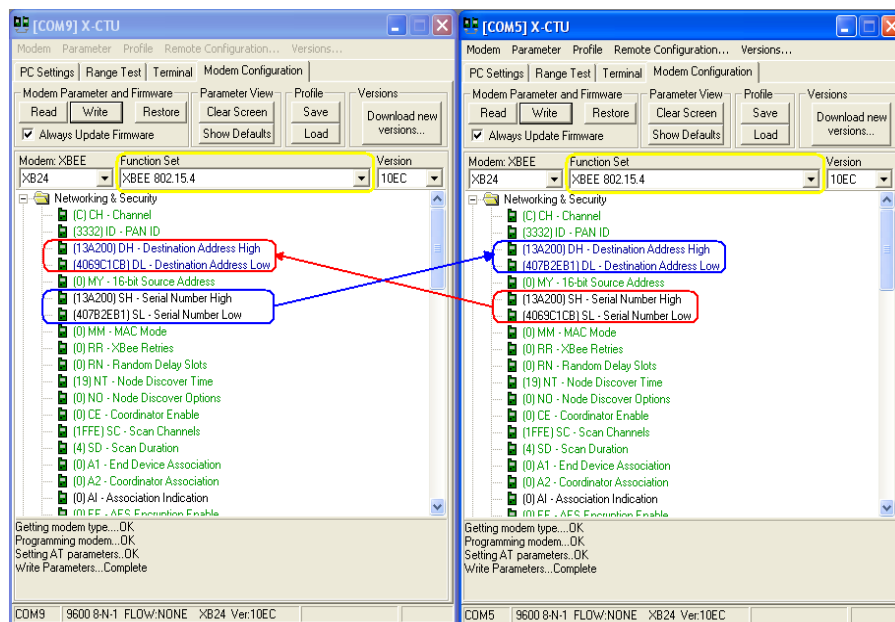 [COM9] X-CTU
Modem Parameter Profile Remote Configuration... Versions...
PC Settings Range Test Terminal Modem Configuration
Modem Parameter and Firmware Parameter View Profile Versions
Read Write Restore Clear Screen Save Download new versions...
Always Update Firmware Show Defaults Load
Modem: XBEE Function Set Version
XB24 XBEE 802.15.4 10EC
Networking & Security
(C) CH - Channel
(3332) ID - PAN ID
(13A200) DH - Destination Address High
(4069C1CB) DL - Destination Address Low
(0) MY - 16-bit Source Address
(13A200) SH - Serial Number High
(407B2EB1) SL - Serial Number Low
(0) MM - MAC Mode
(0) RR - XBee Retries
(0) RN - Random Delay Slots
(19) NT - Node Discover Time
(0) NO - Node Discover Options
(0) CE - Coordinator Enable
(1FFE) SC - Scan Channels
(4) SD - Scan Duration
(0) A1 - End Device Association
(0) A2 - Coordinator Association
(0) AI - Association Indication
(0) EE - AES Encryption Enable
Getting modem type....OK
Programming modem..OK
Setting AT parameters..OK
Write Parameters...Complete
COM9 9600 8-N-1 FLOW:NONE XB24 Ver:10EC
[COM5] X-CTU
Modem Parameter Profile Remote Configuration... Versions...
PC Settings Range Test Terminal Modem Configuration
Modem Parameter and Firmware Parameter View Profile Versions
Read Write Restore Clear Screen Save Download new versions...
Always Update Firmware Show Defaults Load
Modem: XBEE Function Set Version
XB24 XBEE 802.15.4 10EC
Networking & Security
(C) CH - Channel
(3332) ID - PAN ID
(13A200) DH - Destination Address High
(407B2EB1) DL - Destination Address Low
(0) MY - 16-bit Source Address
(13A200) SH - Serial Number High
(4069C1CB) SL - Serial Number Low
(0) MM - MAC Mode
(0) RR - XBee Retries
(0) RN - Random Delay Slots
(19) NT - Node Discover Time
(0) NO - Node Discover Options
(0) CE - Coordinator Enable
(1FFE) SC - Scan Channels
(4) SD - Scan Duration
(0) A1 - End Device Association
(0) A2 - Coordinator Association
(0) AI - Association Indication
(0) EE - AES Encryption Enable
Getting modem type....OK
Programming modem..OK
Setting AT parameters..OK
Write Parameters...Complete
COM5 9600 8-N-1 FLOW:NONE XB24 Ver:10EC